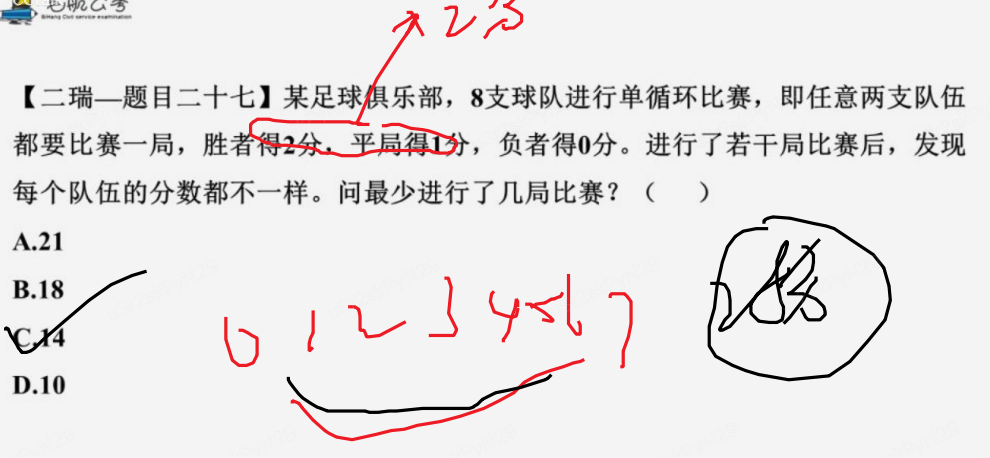 BiHang Civil service examination
2分
【二瑞—题目二十七】某足球俱乐部，8支球队进行单循环比赛，即任意两支队伍
都要比赛一局，胜者得2分，平局得1分，负者得0分。进行了若干局比赛后，发现
每个队伍的分数都不一样。问最少进行了几局比赛？（ ）
A.21
B.18
C.14
D.10
0 1 2 3 4 5 6 7